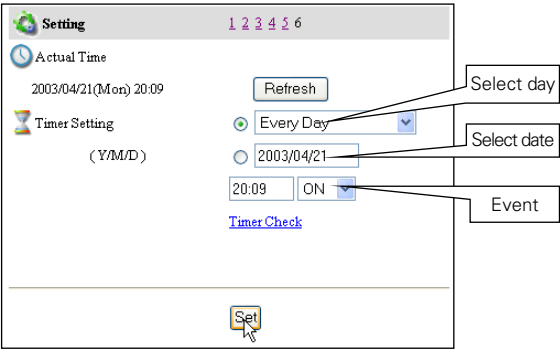 Setting 1 2 3 4 5 6
Actual Time
2003/04/21(Mon) 20:09 Refresh
Select day
Timer Setting Every Day
Select date
(Y/M/D) 2003/04/21
20:09 ON
Event
Timer Check
Set